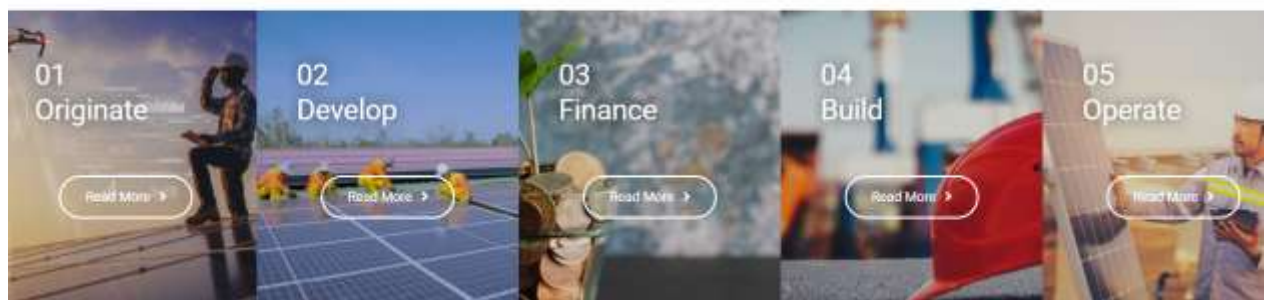 01
Originate
Read More
02
Develop
Read More
03
Finance
Read More
04
Build
Read More
05
Operate
Read More